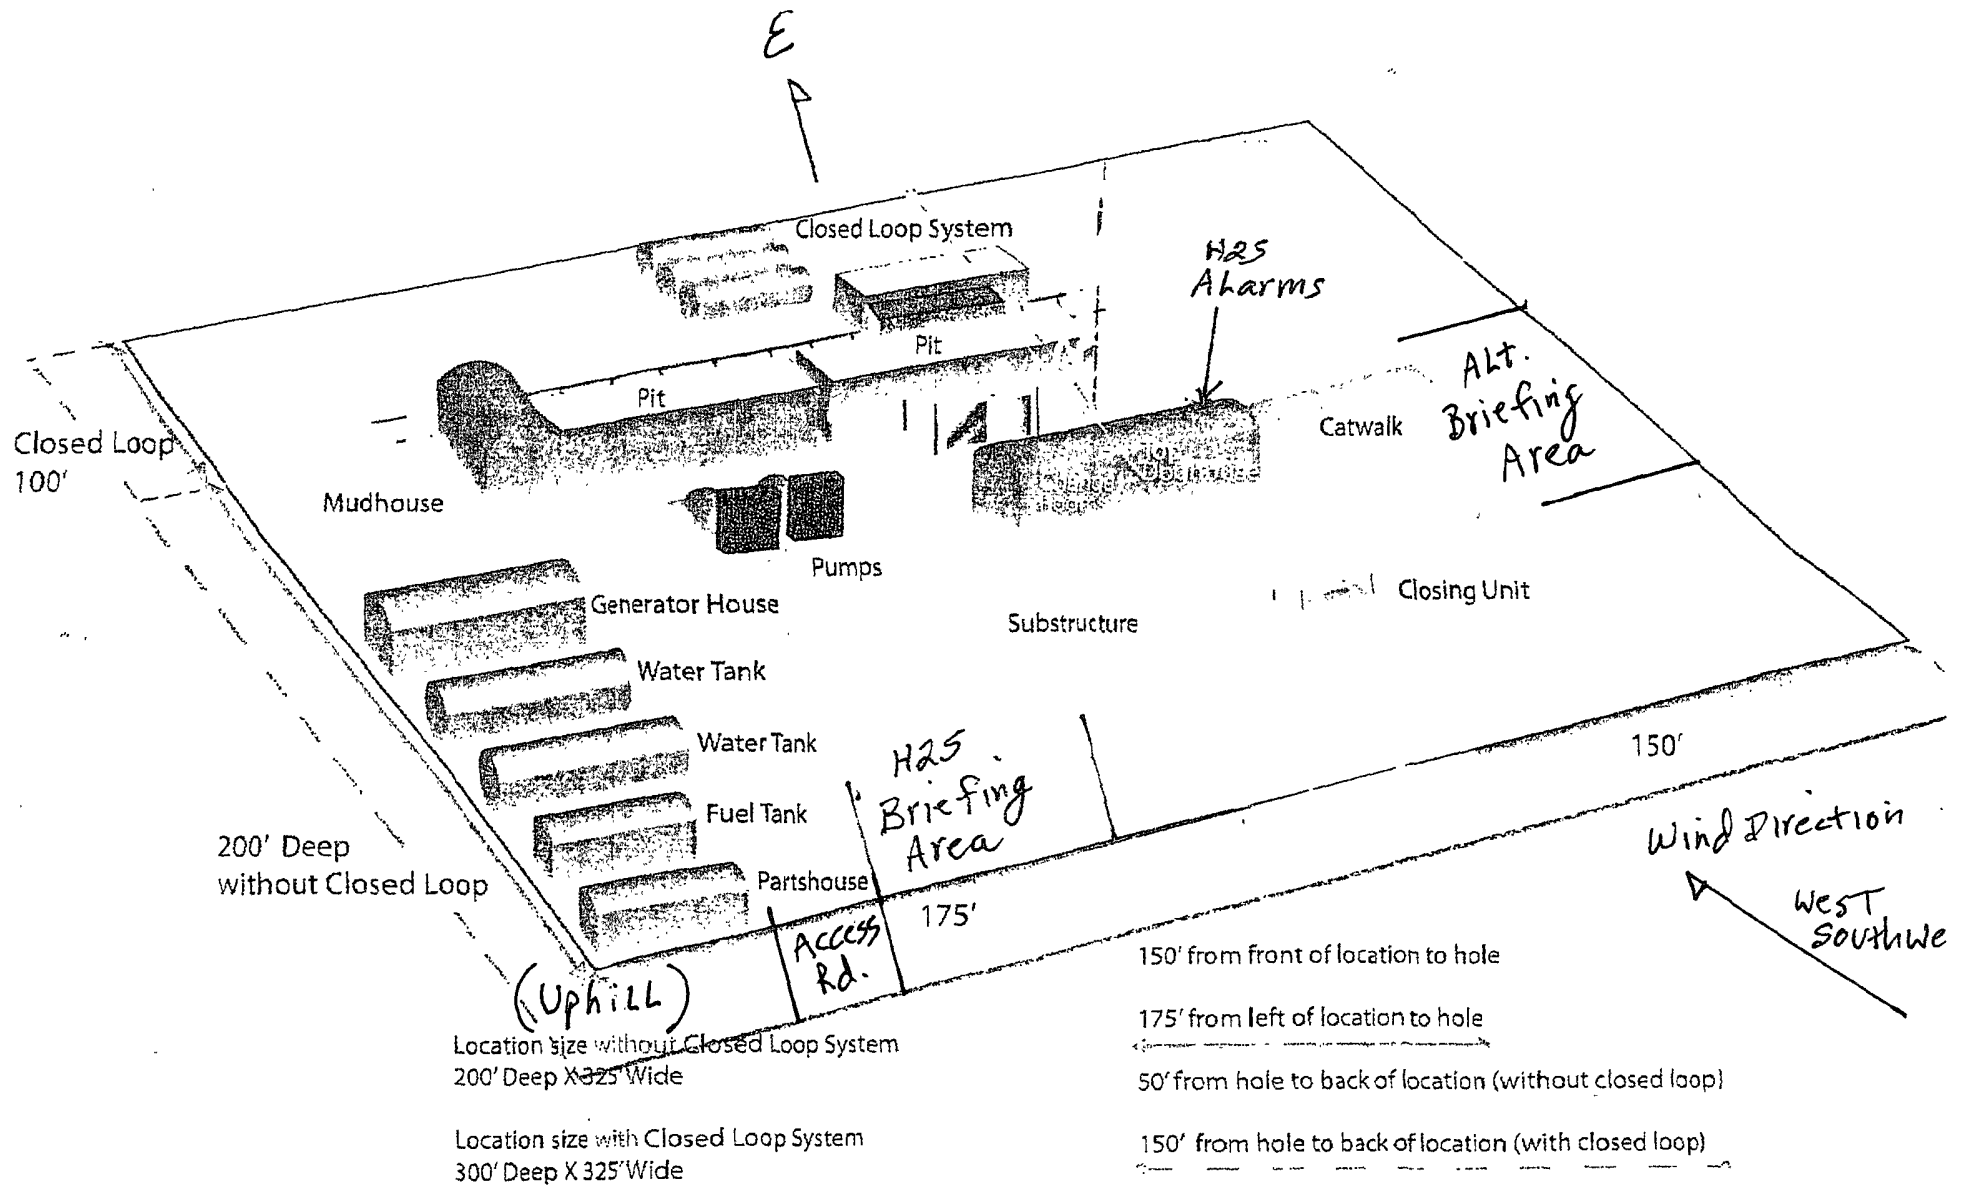 E
Closed Loop System
H2S
ALarms
Pit
Pit
ALt.
Briefing
Area
Catwalk
Closed Loop
100'
Mudhouse
Pumps
Generator House
Closing Unit
Substructure
Water Tank
Water Tank
H2S
Briefing
Area
150'
Fuel Tank
200' Deep
without Closed Loop
Wind Direction
West
Southwe
Partshouse
175'
Access
Rd.
(UphiLL)
150' from front of location to hole
175' from left of location to hole
Location size without Closed Loop System
200' Deep X 325' Wide
50' from hole to back of location (without closed loop)
Location size with Closed Loop System
300' Deep X 325' Wide
150' from hole to back of location (with closed loop)